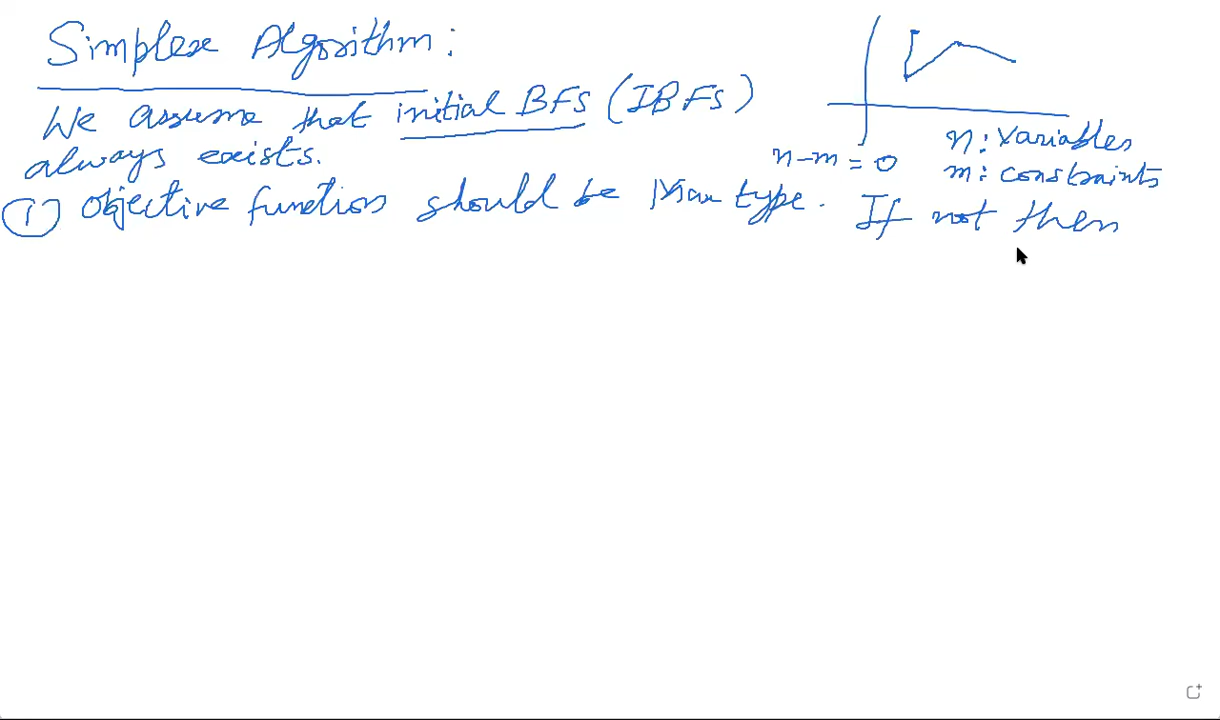 Simplex Algorithm:
We assume that initial BFS (IBFS)
always exists.
n-m = 0
n: variables
m: constraints
① Objective function should be Max type. If not then